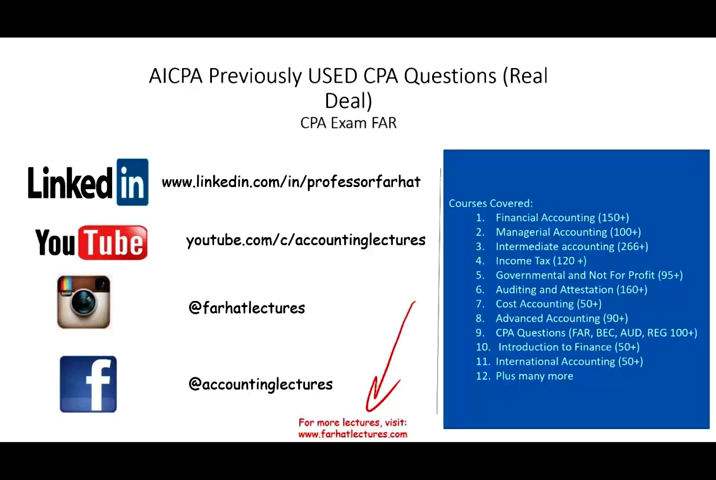 AICPA Previously USED CPA Questions (Real
Deal)
CPA Exam FAR
Linked in
www.linkedin.com/in/professorfarhat
You Tube
youtube.com/c/accountinglectures
@farhatlectures
f
@accountinglectures
For more lectures, visit:
www.farhatlectures.com
Courses Covered:
1. Financial Accounting (150+)
2. Managerial Accounting (100+)
3. Intermediate accounting (266+)
4. Income Tax (120 +)
5. Governmental and Not For Profit (95+)
6. Auditing and Attestation (160+)
7. Cost Accounting (50+)
8. Advanced Accounting (90+)
9. CPA Questions (FAR, BEC, AUD, REG 100+)
10. Introduction to Finance (50+)
11. International Accounting (50+)
12. Plus many more